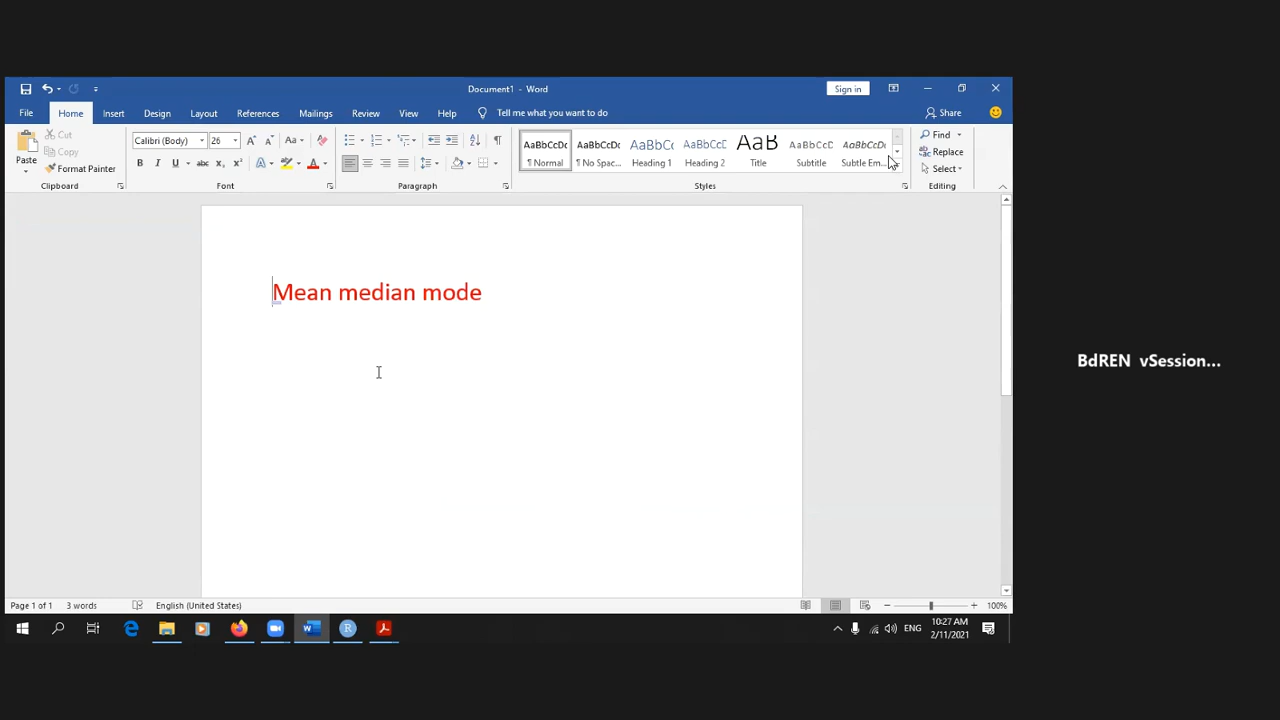 Document1 - Word
Sign in
File Home Insert Design Layout References Mailings Review View Help Tell me what you want to do Share
Paste
Cut
Copy
Format Painter
Clipboard
Calibri (Body) 26
Font
Paragraph
AaBbCcDc AaBbCcDc AaBbC AaBbCcD AaB AaBbCcD AaBbCcDc
¶ Normal ¶ No Spac... Heading 1 Heading 2 Title Subtitle Subtle Em...
Styles
Find
Replace
Select
Editing
Mean median mode
BdREN vSession...
Page 1 of 1 3 words English (United States) 100%
ENG
10:27 AM
2/11/2021